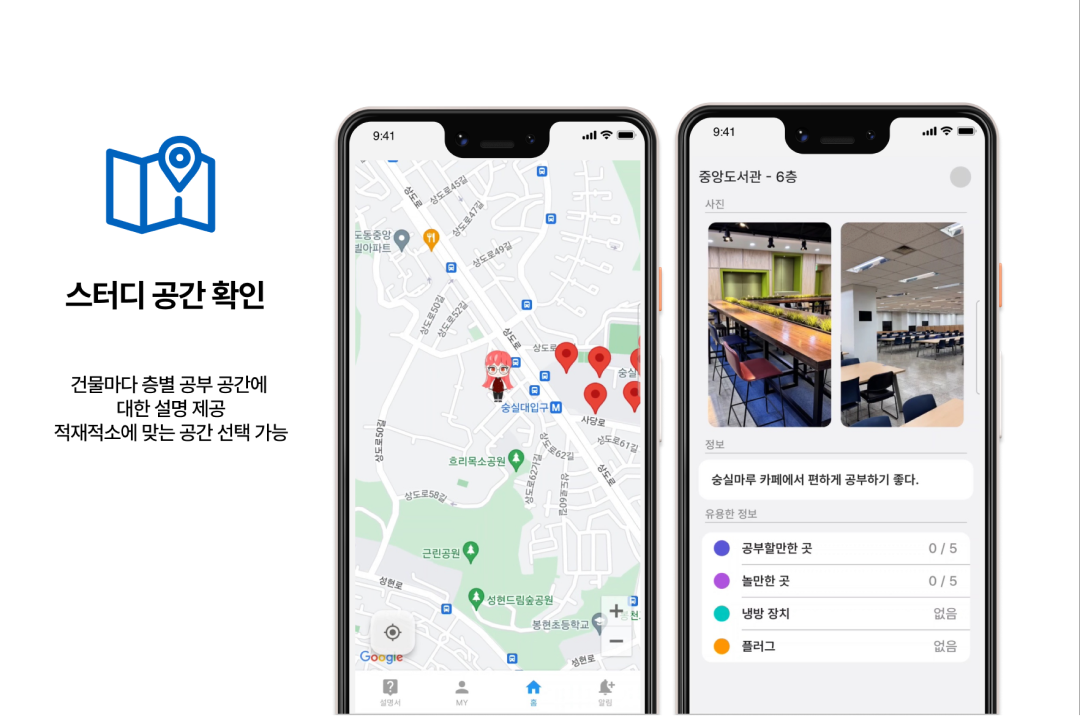 스터디 공간 확인
건물마다 층별 공부 공간에
대한 설명 제공
적재적소에 맞는 공간 선택 가능
9:41
상도로
상도로45길
상도로47길
도동중앙
빌아파트
상도로49길
상도로50길
상도로52길
상도로
상도로
숭실
숭실대입구
사당로
상도로50길
상도로61길
상도로62길
흐리목소공원
상도로62가길
상도로
상도로58길
상도로60길
근린공원
성현로
성현드림숲공원
봉현초등학교
성현로
Google
설명서
MY
홈
알림
9:41
중앙도서관 - 6층
사진
정보
숭실마루 카페에서 편하게 공부하기 좋다.
유용한 정보
공부할만한 곳 0 / 5
놀만한 곳 0 / 5
냉방 장치 없음
플러그 없음